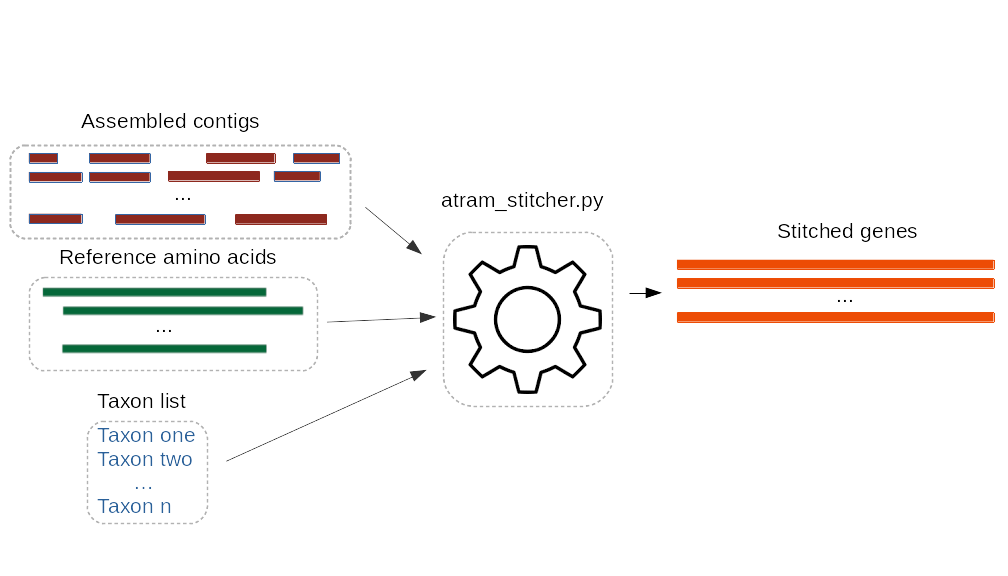 Assembled contigs
...
Reference amino acids
...
Taxon list
Taxon one
Taxon two
...
Taxon n
atram_stitcher.py
Stitched genes
...